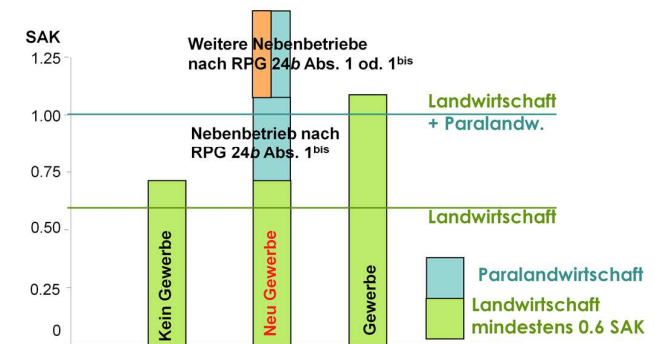 SAK
Weitere Nebenbetriebe
nach RPG 24b Abs. 1 od. 1bis
1.25
Landwirtschaft
+ Paralandw.
1.00
Nebenbetrieb nach
RPG 24b Abs. 1bis
0.75
Landwirtschaft
0.50
Kein Gewerbe
Neu Gewerbe
Gewerbe
Paralandwirtschaft
0.25
Landwirtschaft
mindestens 0.6 SAK
0